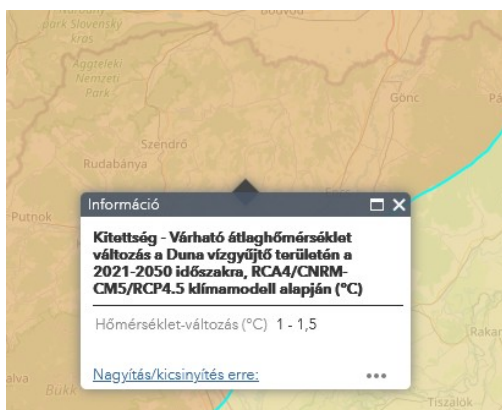 park Slovenský
kras
Aggteleki
Nemzeti
Park
Gönc
Szendrő
Rudabánya
Putnok
Információ
Kitettség - Várható átlaghőmérséklet
változás a Duna vízgyűjtő területén a
2021-2050 időszakra, RCA4/CNRM-
CM5/RCP4.5 klímamodell alapján (°C)
Hőmérséklet-változás (°C) 1 - 1,5
Nagyítás/kicsinyítés erre:
Bükk
Tiszalök